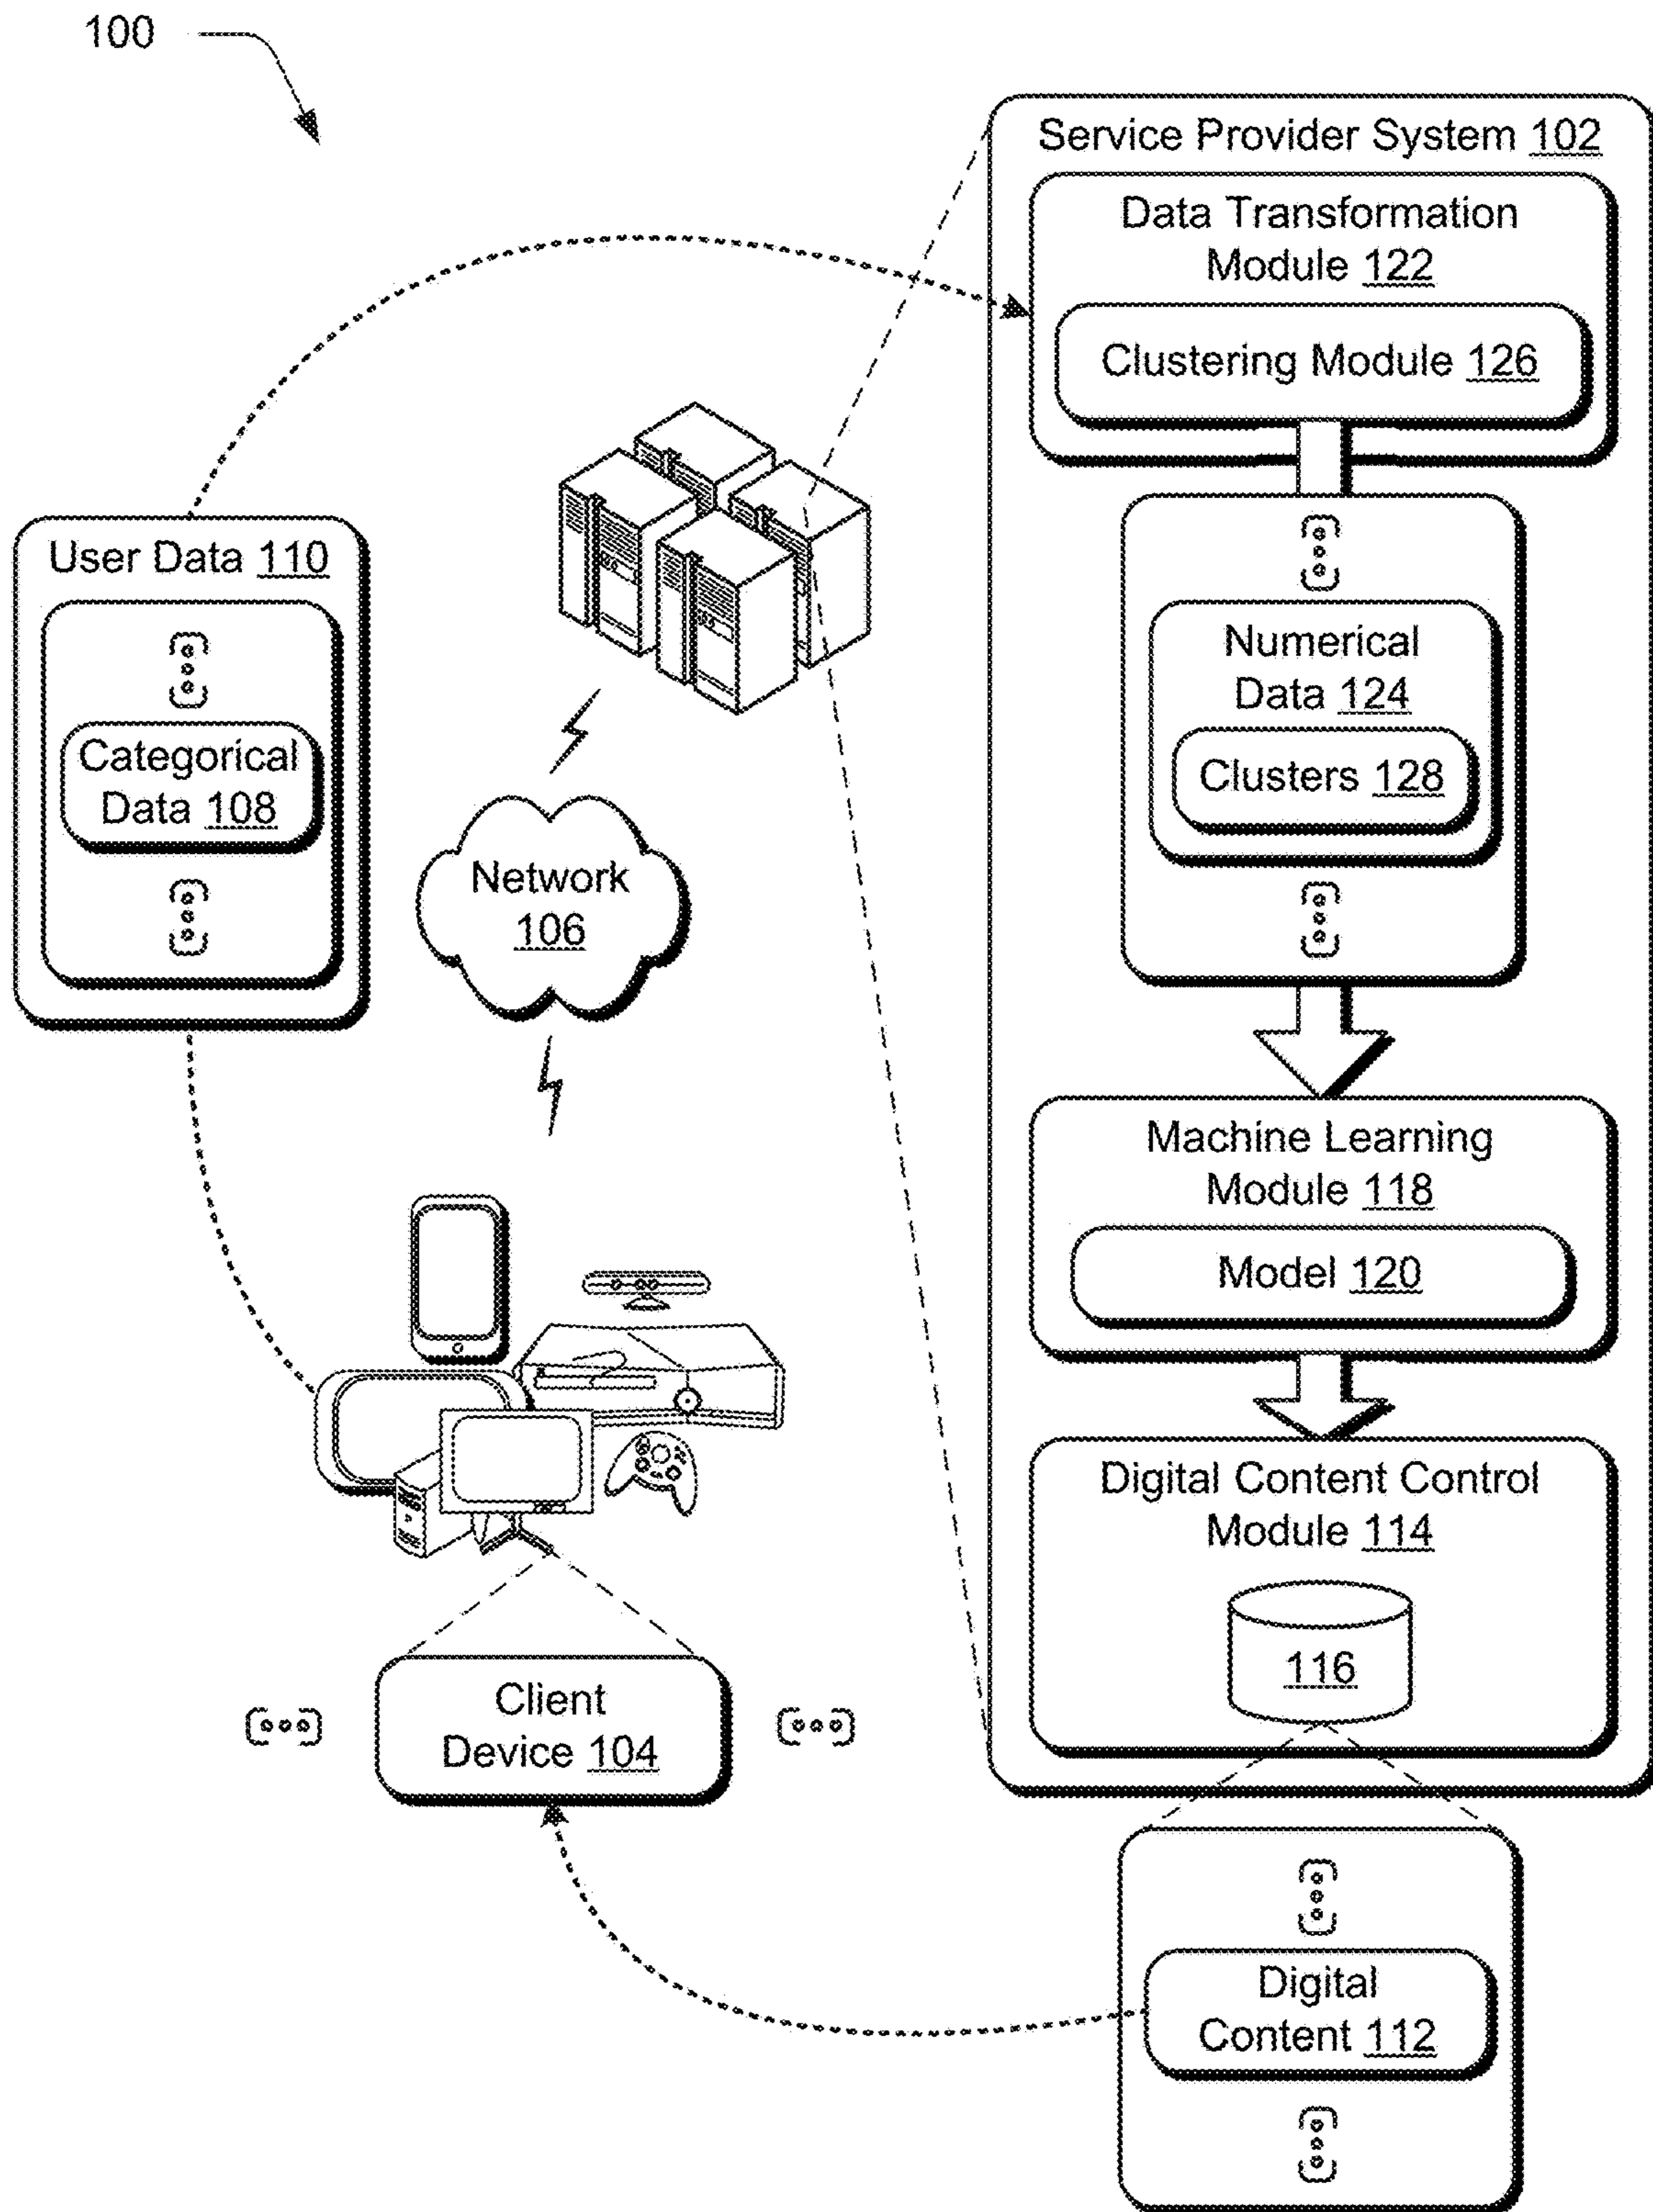 100
Service Provider System 102
Data Transformation
Module 122
Clustering Module 126
User Data 110
Categorical
Data 108
Numerical
Data 124
Clusters 128
Network
106
Machine Learning
Module 118
Model 120
Digital Content Control
Module 114
116
Client
Device 104
Digital
Content 112